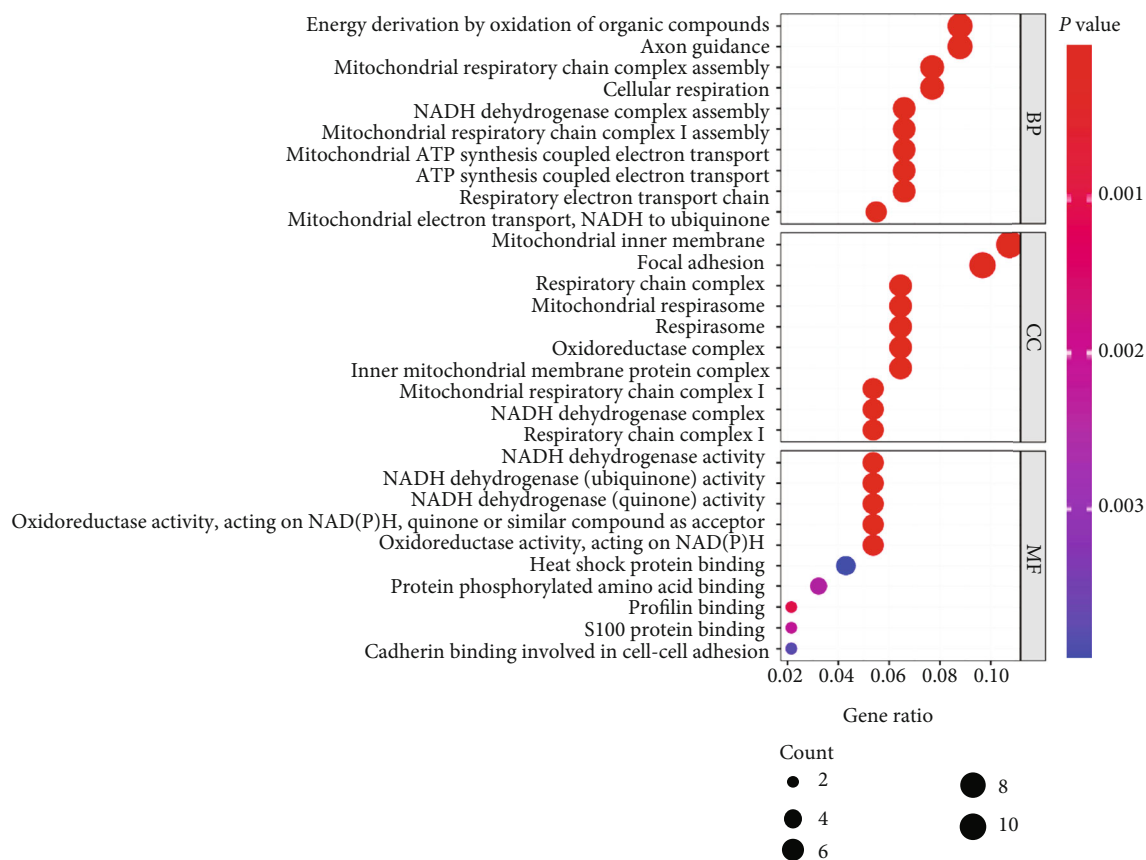 Energy derivation by oxidation of organic compounds
Axon guidance
Mitochondrial respiratory chain complex assembly
Cellular respiration
NADH dehydrogenase complex assembly
Mitochondrial respiratory chain complex I assembly
Mitochondrial ATP synthesis coupled electron transport
ATP synthesis coupled electron transport
Respiratory electron transport chain
Mitochondrial electron transport, NADH to ubiquinone
BP
Mitochondrial inner membrane
Focal adhesion
Respiratory chain complex
Mitochondrial respirasome
Respirasome
Oxidoreductase complex
Inner mitochondrial membrane protein complex
Mitochondrial respiratory chain complex I
NADH dehydrogenase complex
Respiratory chain complex I
CC
NADH dehydrogenase activity
NADH dehydrogenase (ubiquinone) activity
NADH dehydrogenase (quinone) activity
Oxidoreductase activity, acting on NAD(P)H, quinone or similar compound as acceptor
Oxidoreductase activity, acting on NAD(P)H
Heat shock protein binding
Protein phosphorylated amino acid binding
Profilin binding
S100 protein binding
Cadherin binding involved in cell-cell adhesion
MF
0.02 0.04 0.06 0.08 0.10
Gene ratio
P value
0.001
0.002
0.003
Count
2
4
6
8
10